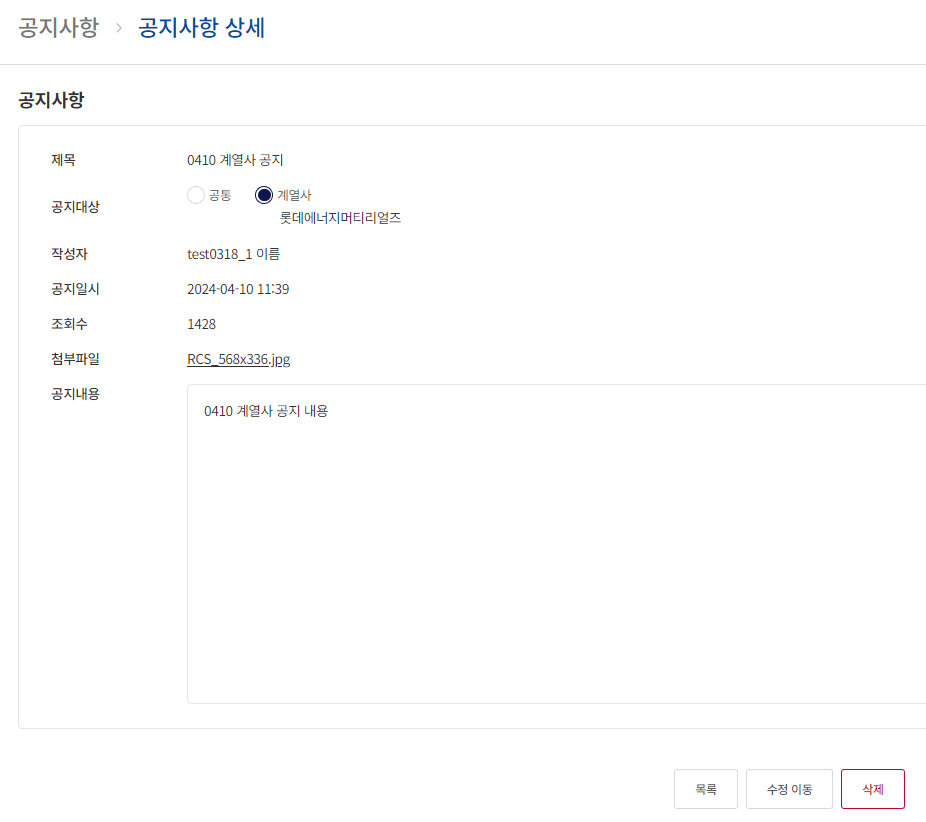 공지사항 > 공지사항 상세
공지사항
제목 0410 계열사 공지
공지대상 공통 계열사
롯데에너지머티리얼즈
작성자 test0318_1 이름
공지일시 2024-04-10 11:39
조회수 1428
첨부파일 RCS_568x336.jpg
공지내용
0410 계열사 공지 내용
목록 수정 이동 삭제